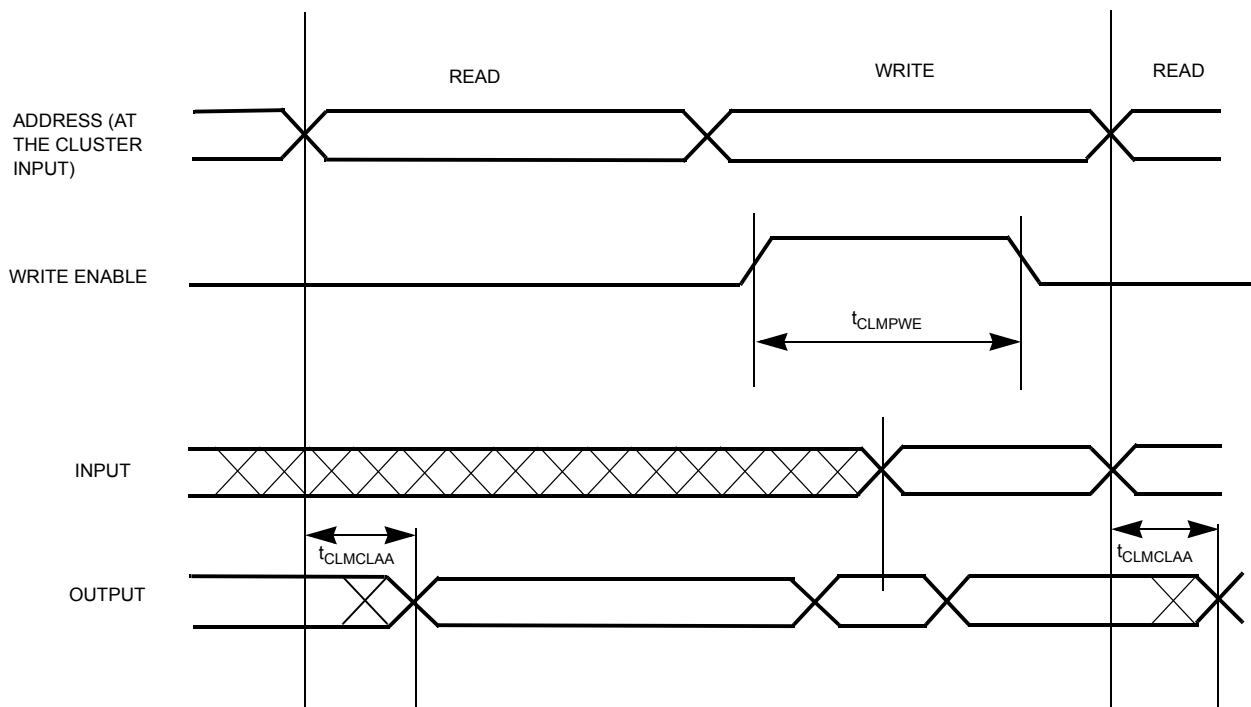 READ
WRITE
READ
ADDRESS (AT
THE CLUSTER
INPUT)
WRITE ENABLE
tCLMPWE
INPUT
tCLMCLAA
tCLMCLAA
OUTPUT